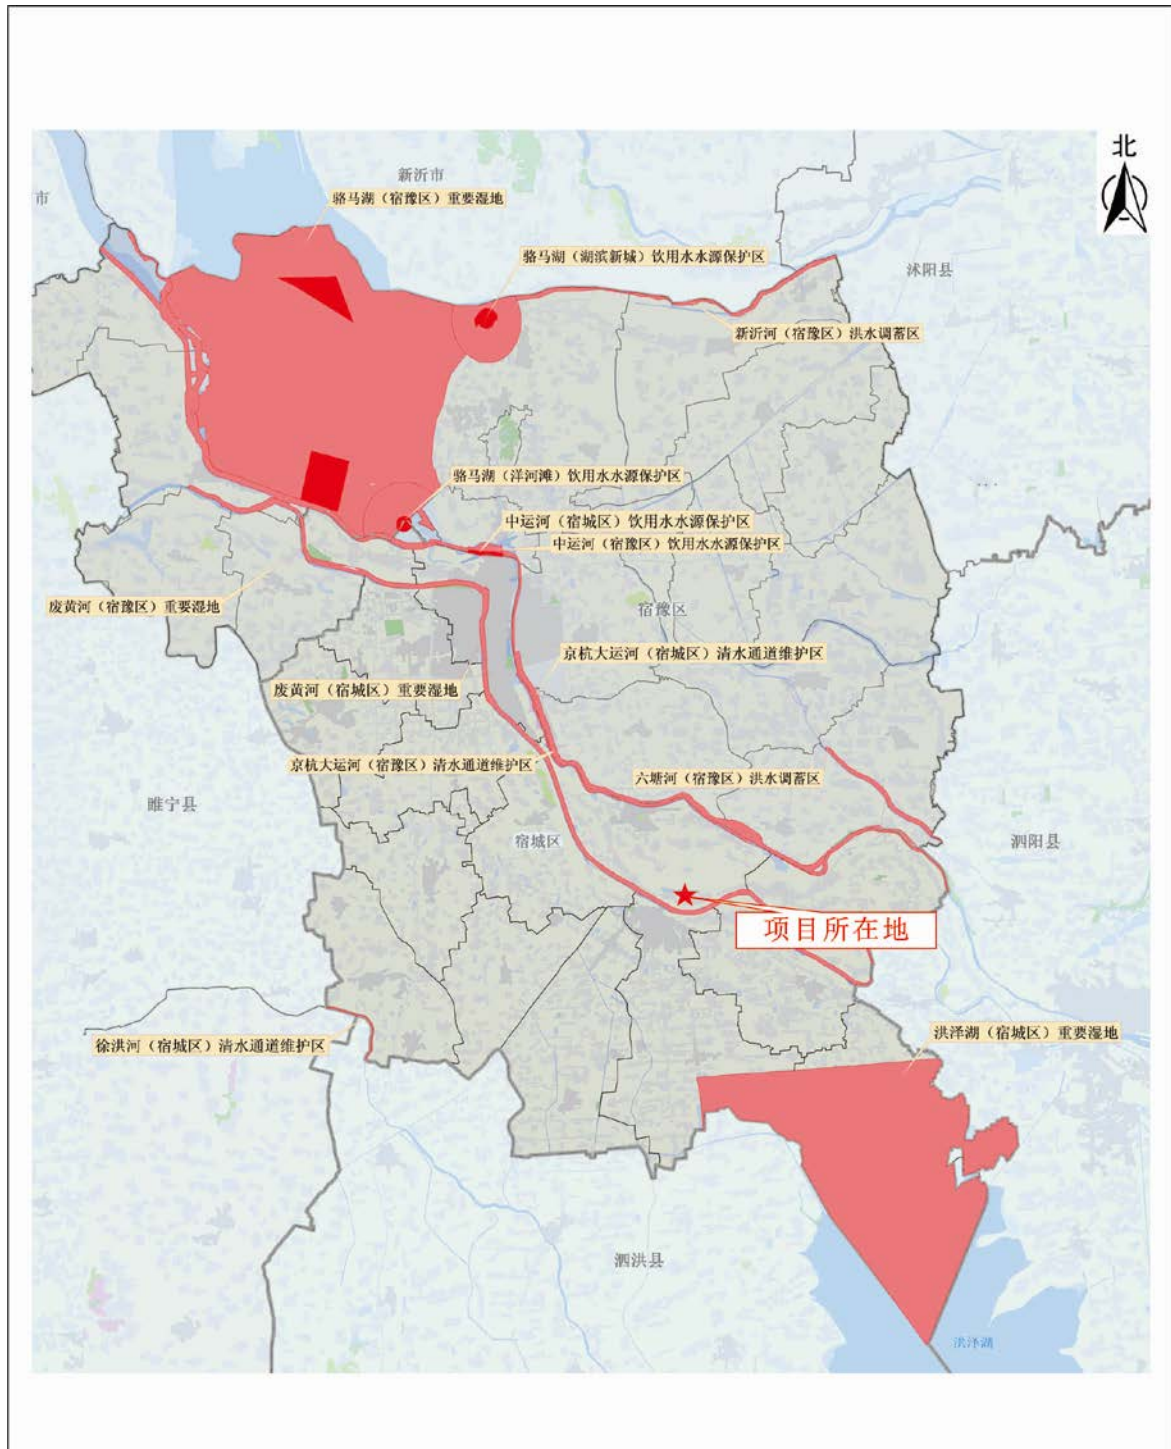 北
新沂市
市
骆马湖（宿豫区）重要湿地
骆马湖（湖滨新城）饮用水水源保护区
沭阳县
新沂河（宿豫区）洪水调蓄区
骆马湖（洋河滩）饮用水水源保护区
中运河（宿城区）饮用水水源保护区
中运河（宿豫区）饮用水水源保护区
废黄河（宿豫区）重要湿地
宿豫区
京杭大运河（宿城区）清水通道维护区
废黄河（宿城区）重要湿地
京杭大运河（宿豫区）清水通道维护区
六塘河（宿豫区）洪水调蓄区
睢宁县
宿城区
泗阳县
项目所在地
洪泽湖（宿城区）重要湿地
徐洪河（宿城区）清水通道维护区
泗洪县
洪泽湖